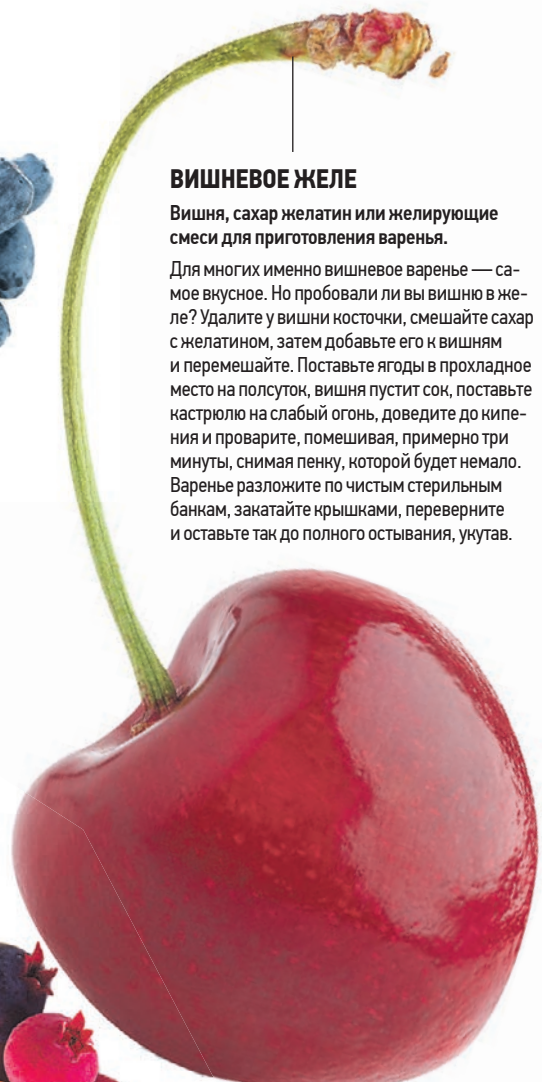 ВИШНЕВОЕ ЖЕЛЕ
Вишня, сахар желатин или желирующие
смеси для приготовления варенья.
Для многих именно вишневое варенье — са-
мое вкусное. Но пробовали ли вы вишню в же-
ле? Удалите у вишни косточки, смешайте сахар
с желатином, затем добавьте его к вишням
и перемешайте. Поставьте ягоды в прохладное
место на полсуток, вишня пустит сок, поставьте
кастрюлю на слабый огонь, доведите до кипе-
ния и проварите, помешивая, примерно три
минуты, снимая пенку, которой будет немало.
Варенье разложите по чистым стерильным
банкам, закатайте крышками, переверните
и оставьте так до полного остывания, укутав.